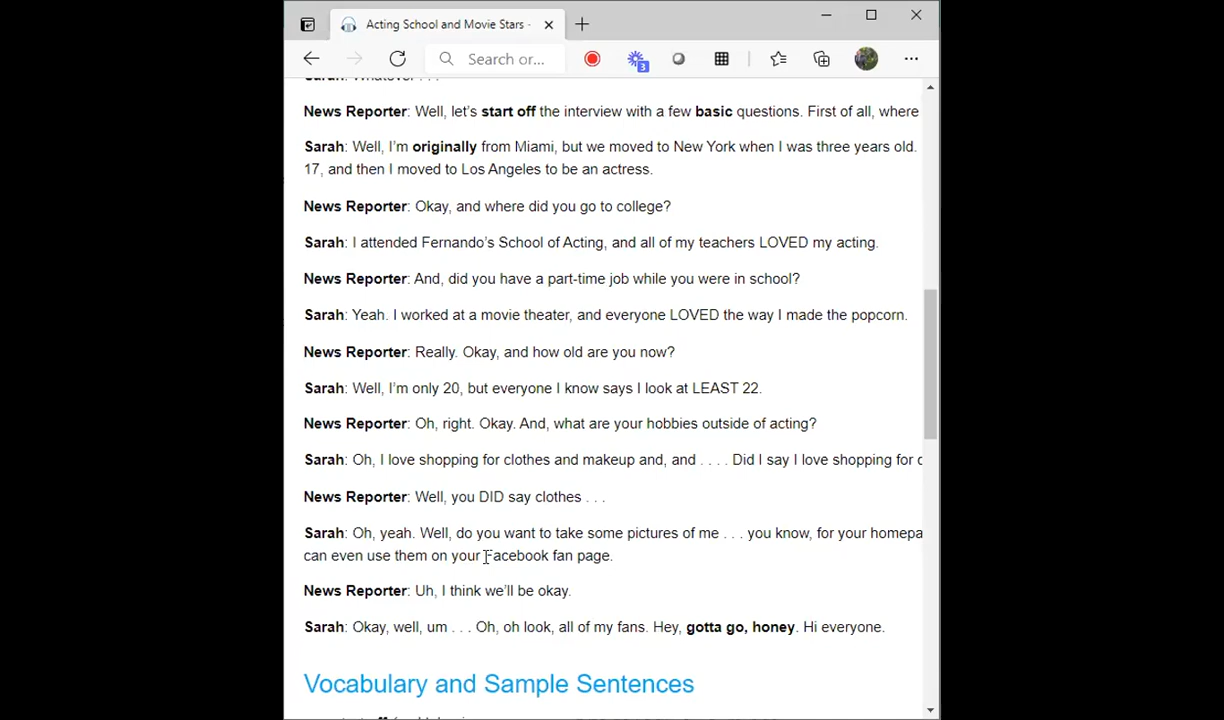 Acting School and Movie Stars -
Search or...
3
Sarah: Whatever . . .
News Reporter: Well, let’s start off the interview with a few basic questions. First of all, where
Sarah: Well, I’m originally from Miami, but we moved to New York when I was three years old.
17, and then I moved to Los Angeles to be an actress.
News Reporter: Okay, and where did you go to college?
Sarah: I attended Fernando’s School of Acting, and all of my teachers LOVED my acting.
News Reporter: And, did you have a part-time job while you were in school?
Sarah: Yeah. I worked at a movie theater, and everyone LOVED the way I made the popcorn.
News Reporter: Really. Okay, and how old are you now?
Sarah: Well, I’m only 20, but everyone I know says I look at LEAST 22.
News Reporter: Oh, right. Okay. And, what are your hobbies outside of acting?
Sarah: Oh, I love shopping for clothes and makeup and, and . . . . Did I say I love shopping for
News Reporter: Well, you DID say clothes . . .
Sarah: Oh, yeah. Well, do you want to take some pictures of me . . . you know, for your homepa
can even use them on your Facebook fan page.
News Reporter: Uh, I think we’ll be okay.
Sarah: Okay, well, um . . . Oh, oh look, all of my fans. Hey, gotta go, honey. Hi everyone.
Vocabulary and Sample Sentences